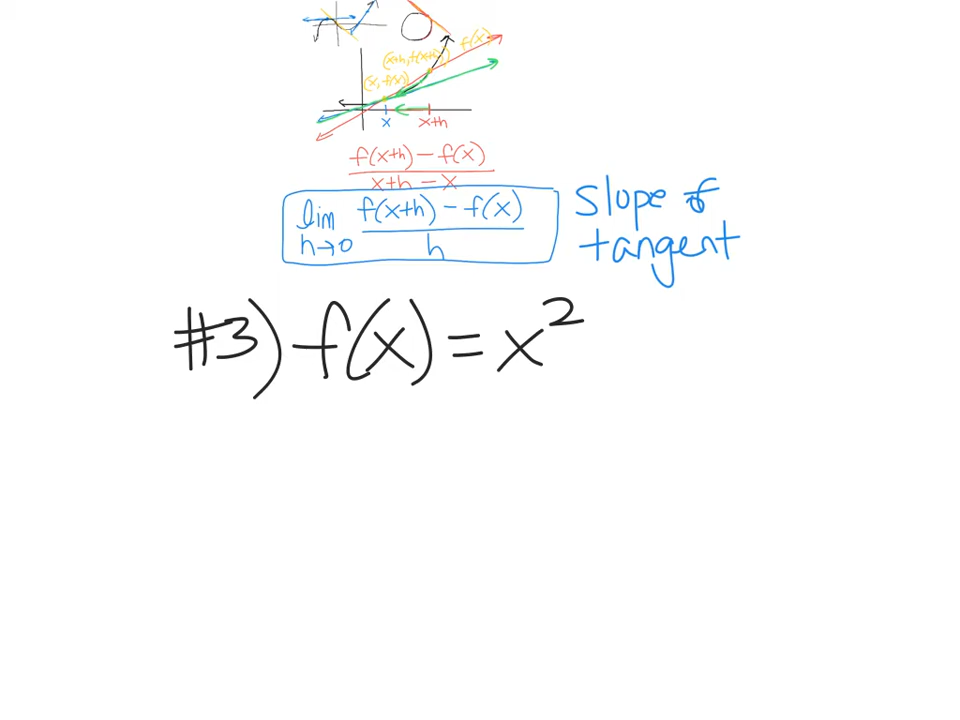 f(x)
(x+h, f(x+h))
(x, f(x))
x x+h
f(x+h) - f(x)
x+h - x
lim h→0 f(x+h) - f(x)
h
Slope of
tangent
#3) f(x) = x²